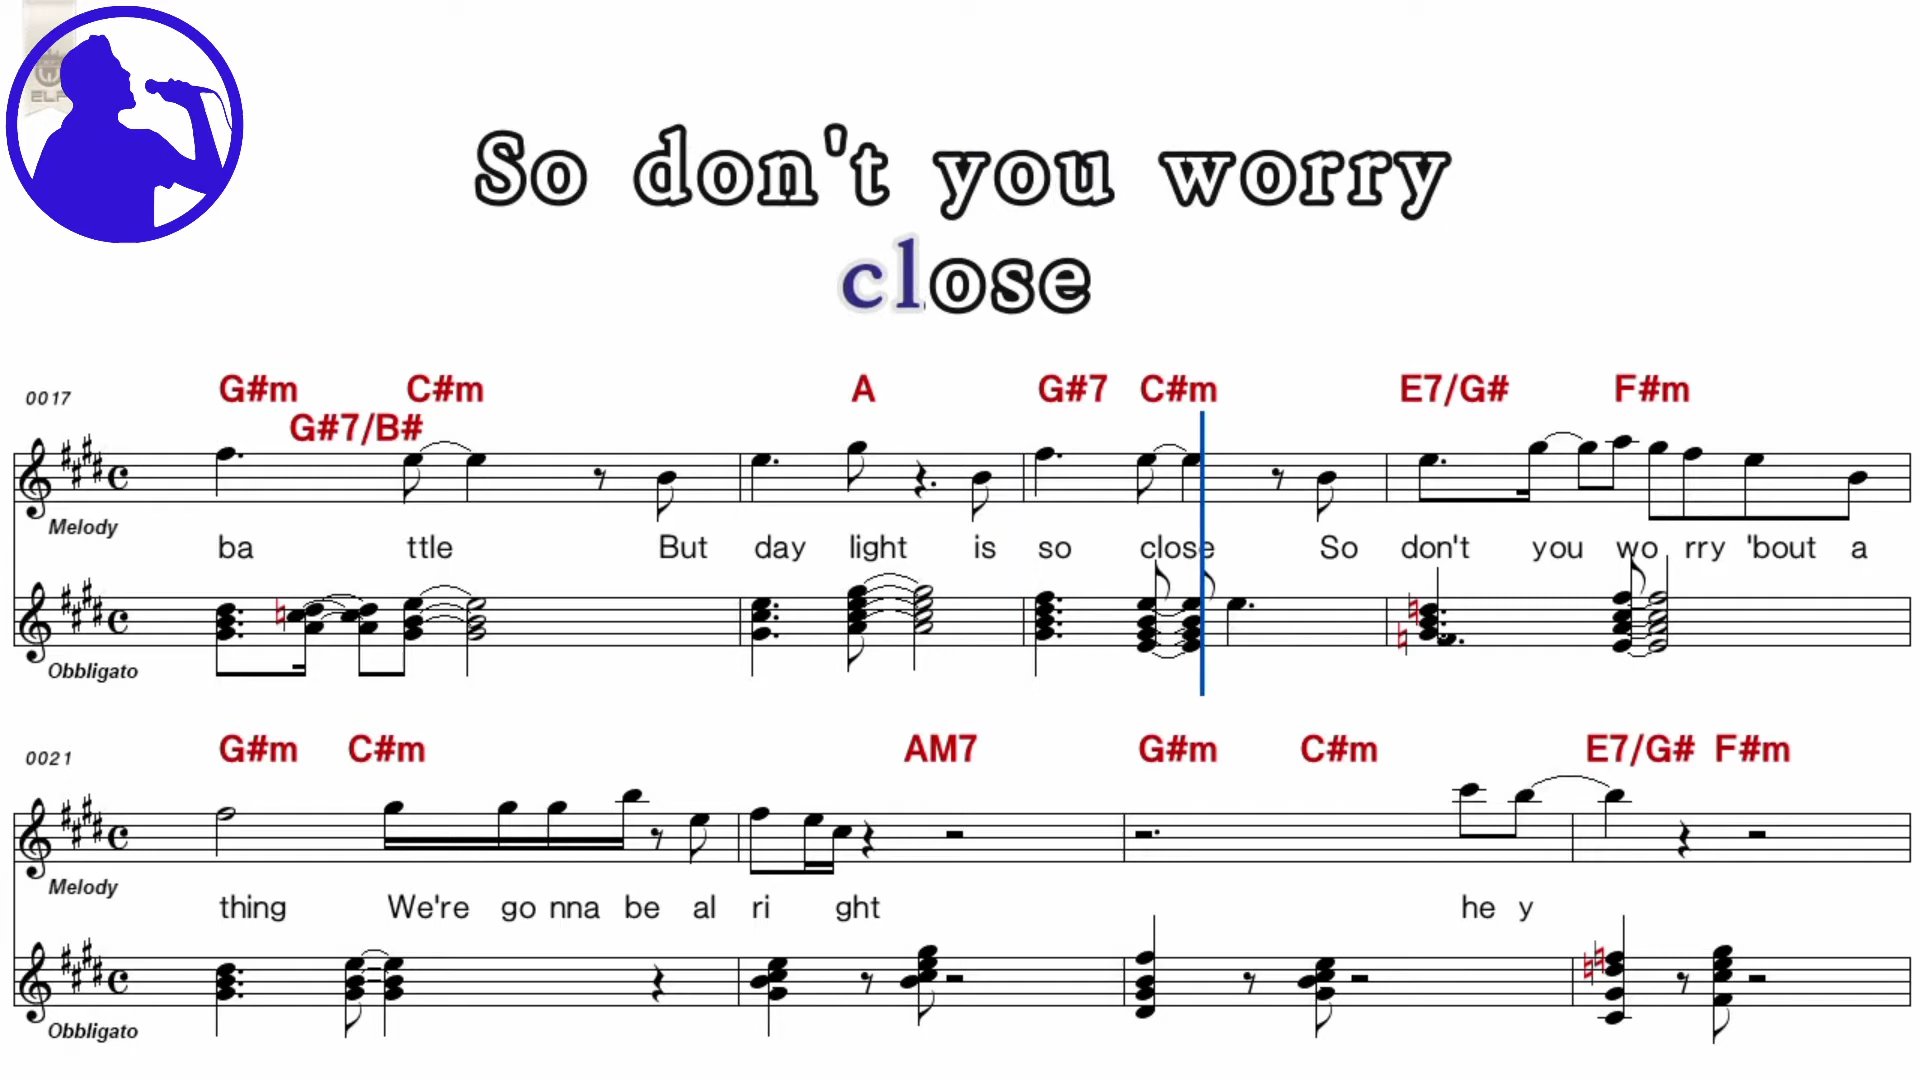 ELF
So don't you worry
close
0017 G#m C#m A G#7 C#m E7/G# F#m
G#7/B#
Melody
ba ttle But day light is so close So don't you wo rry 'bout a
Obbligato
0021 G#m C#m AM7 G#m C#m E7/G# F#m
Melody
thing We're go nna be al ri ght he y
Obbligato